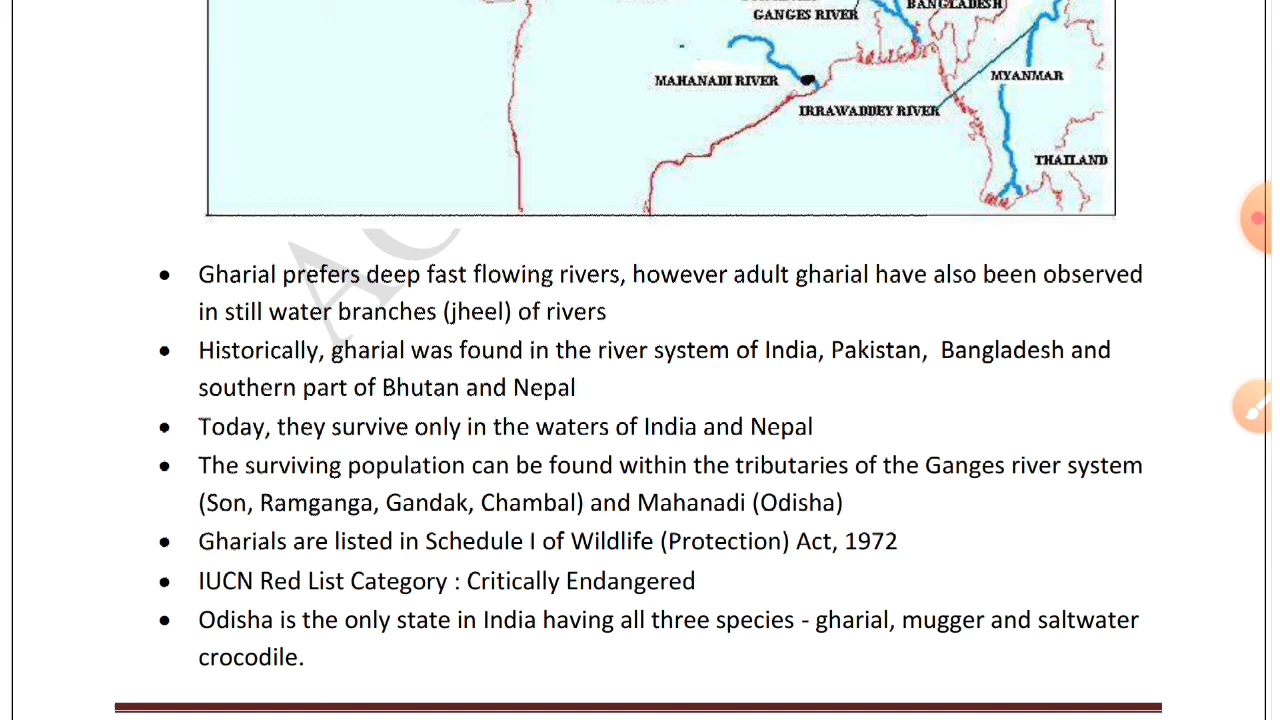 BANGLADESH
GANGES RIVER
MAHANADI RIVER
MYANMAR
IRRAWADDEY RIVER
THAILAND
• Gharial prefers deep fast flowing rivers, however adult gharial have also been observed
in still water branches (jheel) of rivers
• Historically, gharial was found in the river system of India, Pakistan,  Bangladesh and
southern part of Bhutan and Nepal
• Today, they survive only in the waters of India and Nepal
• The surviving population can be found within the tributaries of the Ganges river system
(Son, Ramganga, Gandak, Chambal) and Mahanadi (Odisha)
• Gharials are listed in Schedule I of Wildlife (Protection) Act, 1972
• IUCN Red List Category : Critically Endangered
• Odisha is the only state in India having all three species - gharial, mugger and saltwater
crocodile.